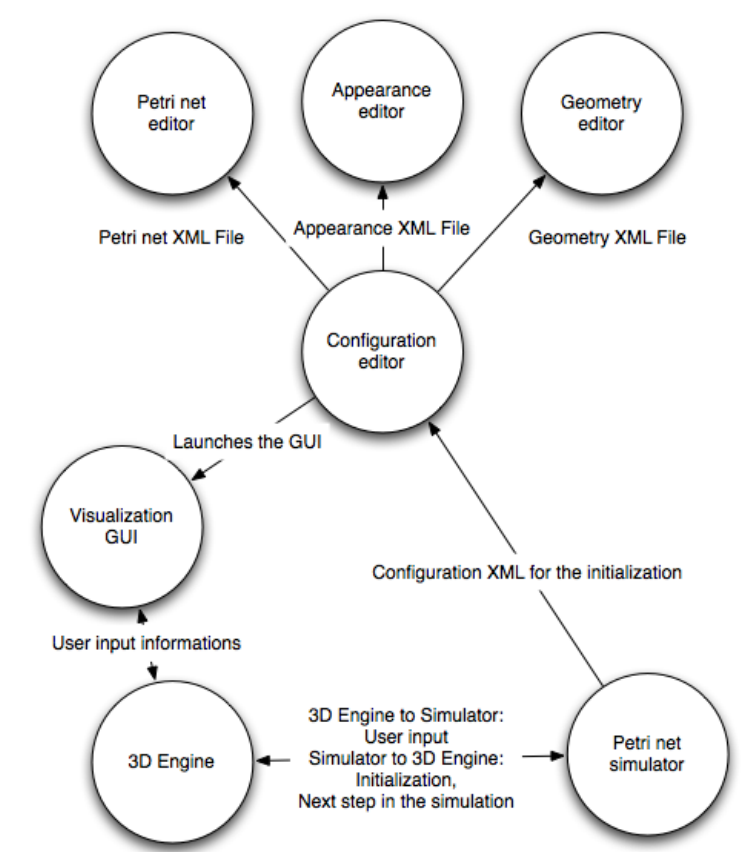 Petri net
editor
Appearance
editor
Geometry
editor
Petri net XML File
Appearance XML File
Geometry XML File
Configuration
editor
Launches the GUI
Visualization
GUI
Configuration XML for the initialization
User input informations
3D Engine
3D Engine to Simulator:
User input
Simulator to 3D Engine:
Initialization,
Next step in the simulation
Petri net
simulator